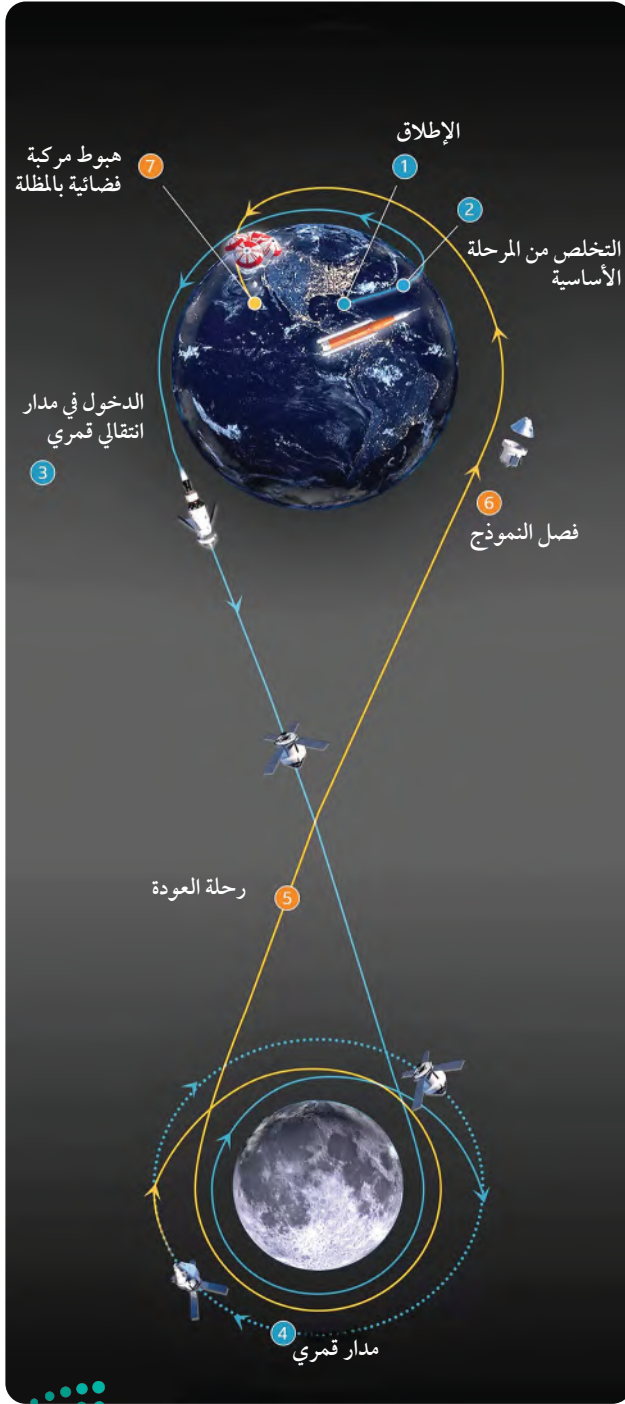 الإطلاق
1
2
التخلص من المرحلة
الأساسية
7
هبوط مركبة
فضائية بالمظلة
الدخول في مدار
انتقالي قمري
3
6
فصل النموذج
رحلة العودة
5
4
مدار قمري